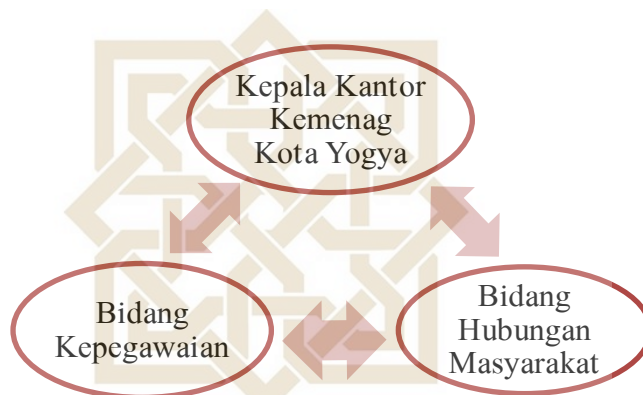 Kepala Kantor
Kemenag
Kota Yogya
Bidang
Kepegawaian
Bidang
Hubungan
Masyarakat